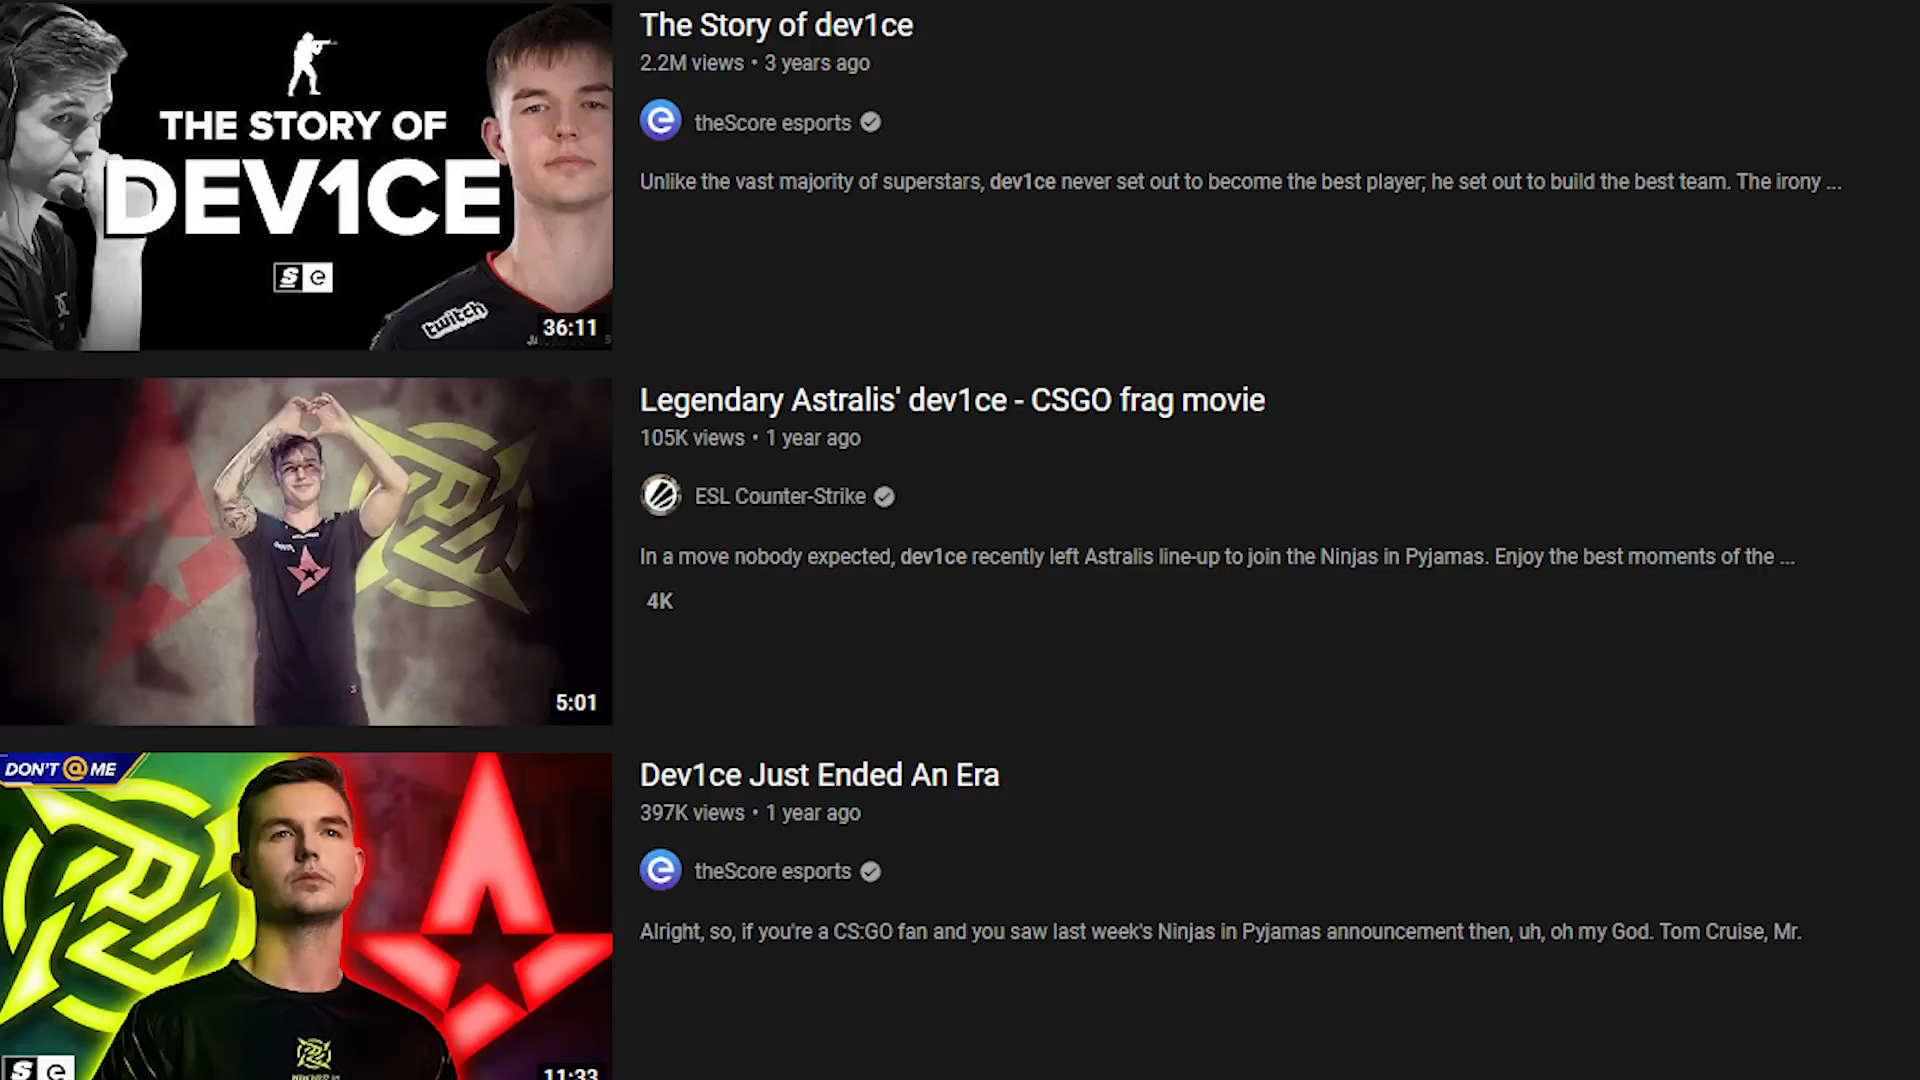 THE STORY OF
DEV1CE
S e
twitch
36:11
The Story of dev1ce
2.2M views • 3 years ago
theScore esports
Unlike the vast majority of superstars, dev1ce never set out to become the best player; he set out to build the best team. The irony ...
5:01
Legendary Astralis' dev1ce - CSGO frag movie
105K views • 1 year ago
ESL Counter-Strike
In a move nobody expected, dev1ce recently left Astralis line-up to join the Ninjas in Pyjamas. Enjoy the best moments of the ...
4K
DON'T @ ME
S e
11:33
Dev1ce Just Ended An Era
397K views • 1 year ago
theScore esports
Alright, so, if you're a CS:GO fan and you saw last week's Ninjas in Pyjamas announcement then, uh, oh my God. Tom Cruise, Mr.